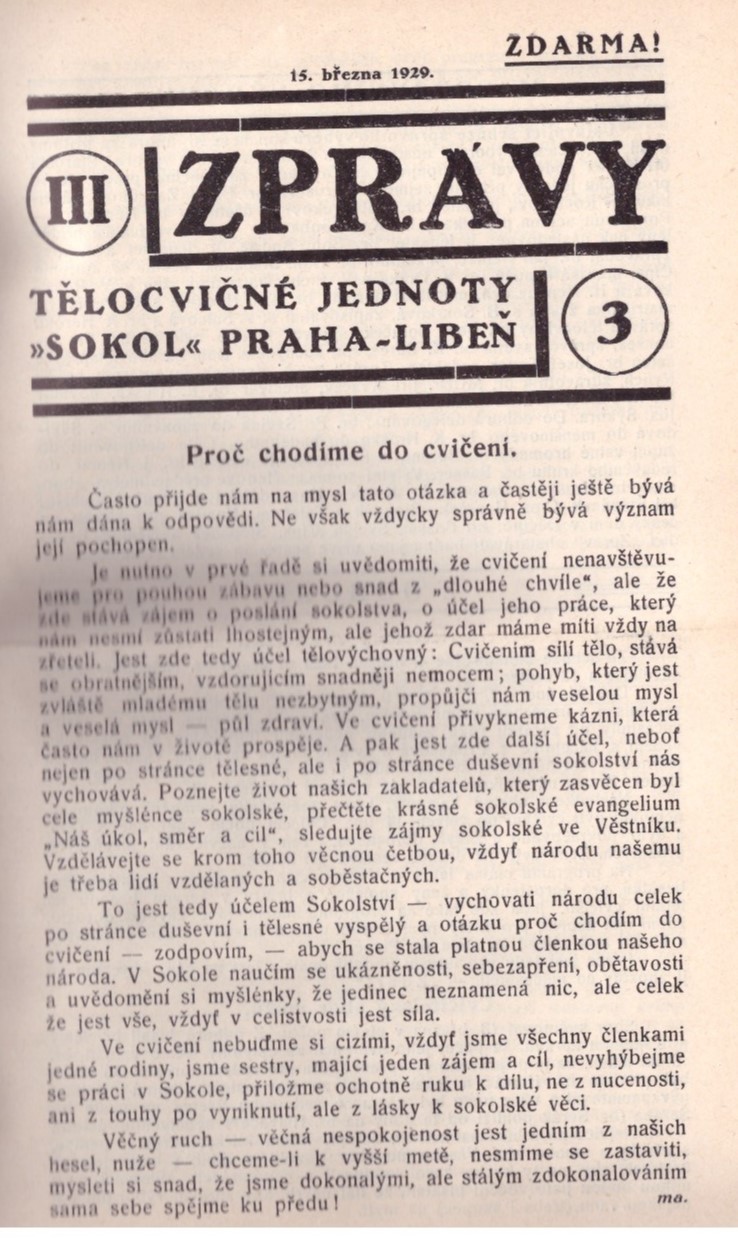 ZDARMA!
15. března 1929.
III
ZPRÁVY
TĚLOCVIČNÉ JEDNOTY
»SOKOL« PRAHA-LIBEŇ
3
Proč chodíme do cvičení.
Často přijde nám na mysl tato otázka a častěji ještě bývá
nám dána k odpovědi. Ne však vždycky správně bývá význam
její pochopen.
Je nutno v prvé řadě si uvědomiti, že cvičení nenavštěvu-
jeme pro pouhou zábavu nebo snad z „dlouhé chvíle“, ale že
zde stává zájem o poslání sokolstva, o účel jeho práce, který
nám nesmí zůstati lhostejným, ale jehož zdar máme míti vždy na
zřeteli. Jest zde tedy účel tělovýchovný: Cvičením sílí tělo, stává
se obratnějším, vzdorujícím snadněji nemocem; pohyb, který jest
zvláště mladému tělu nezbytným, propůjčí nám veselou mysl
a veselá mysl — půl zdraví. Ve cvičení přivykneme kázni, která
často nám v životě prospěje. A pak jest zde další účel, neboť
nejen po stránce tělesné, ale i po stránce duševní sokolství nás
vychovává. Poznejte život našich zakladatelů, který zasvěcen byl
cele myšlénce sokolské, přečtěte krásné sokolské evangelium
„Náš úkol, směr a cíl“, sledujte zájmy sokolské ve Věstníku.
Vzdělávejte se krom toho věcnou četbou, vždyť národu našemu
je třeba lidí vzdělaných a soběstačných.
To jest tedy účelem Sokolství — vychovati národu celek
po stránce duševní i tělesné vyspělý a otázku proč chodím do
cvičení — zodpovím, — abych se stala platnou členkou našeho
národa. V Sokole naučím se ukázněnosti, sebezapření, obětavosti
a uvědomění si myšlénky, že jedinec neznamená nic, ale celek
že jest vše, vždyť v celistvosti jest síla.
Ve cvičení nebuďme si cizími, vždyť jsme všechny členkami
jedné rodiny, jsme sestry, mající jeden zájem a cíl, nevyhýbejme
se práci v Sokole, přiložme ochotně ruku k dílu, ne z nucenosti,
ani z touhy po vyniknutí, ale z lásky k sokolské věci.
Věčný ruch — věčná nespokojenost jest jedním z našich
hesel, nuže — chceme-li k vyšší metě, nesmíme se zastaviti,
mysleti si snad, že jsme dokonalými, ale stálým zdokonalováním
sama sebe spějme ku předu!
ma.